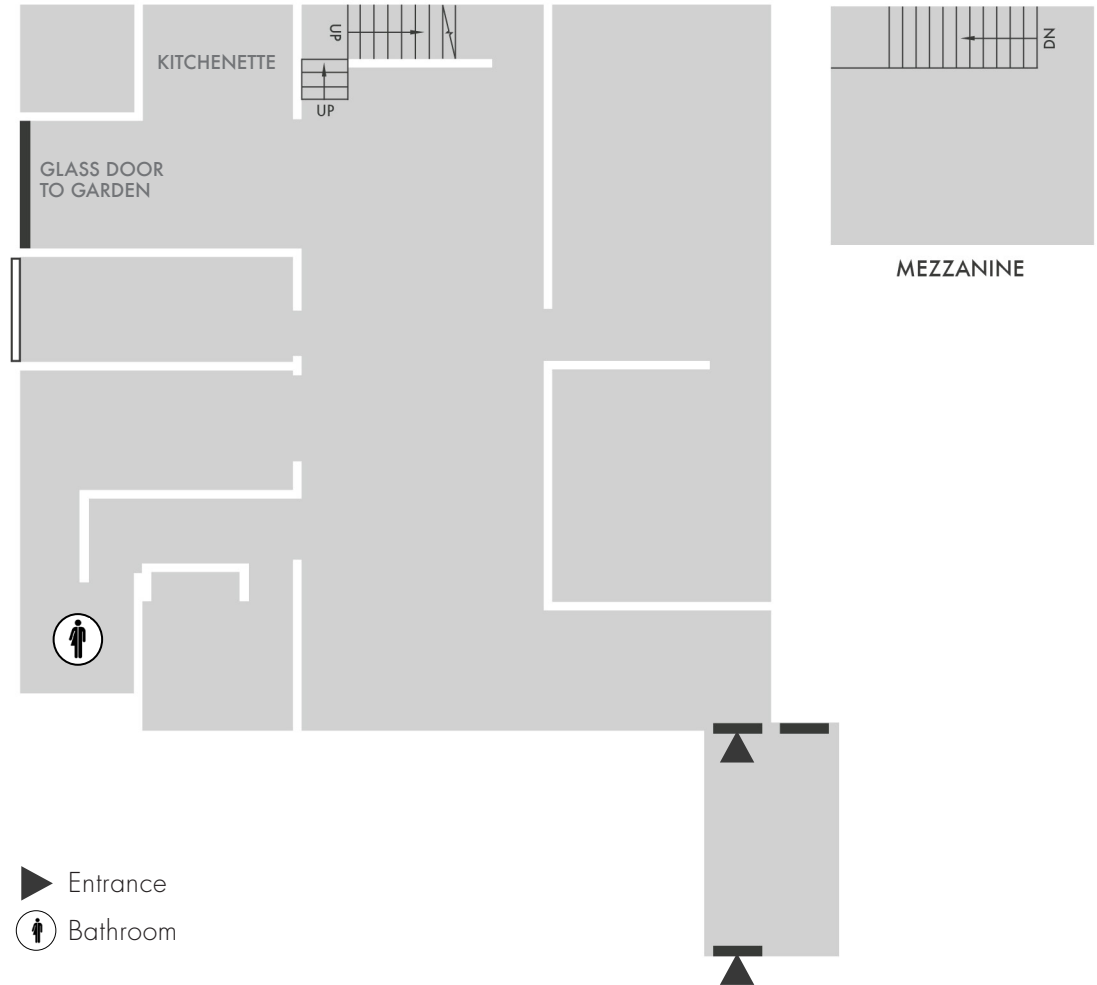 KITCHENETTE
UP
UP
DN
GLASS DOOR
TO GARDEN
MEZZANINE
Entrance
Bathroom